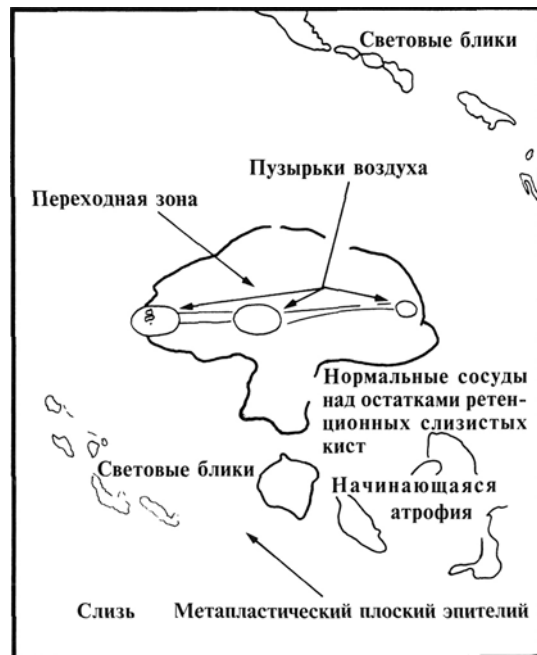 Световые блики
Пузырьки воздуха
Переходная зона
Нормальные сосуды
над остатками ретен-
ционных слизистых
кист
Световые блики
Начинающаяся
атрофия
Слизь
Метапластический плоский эпителий